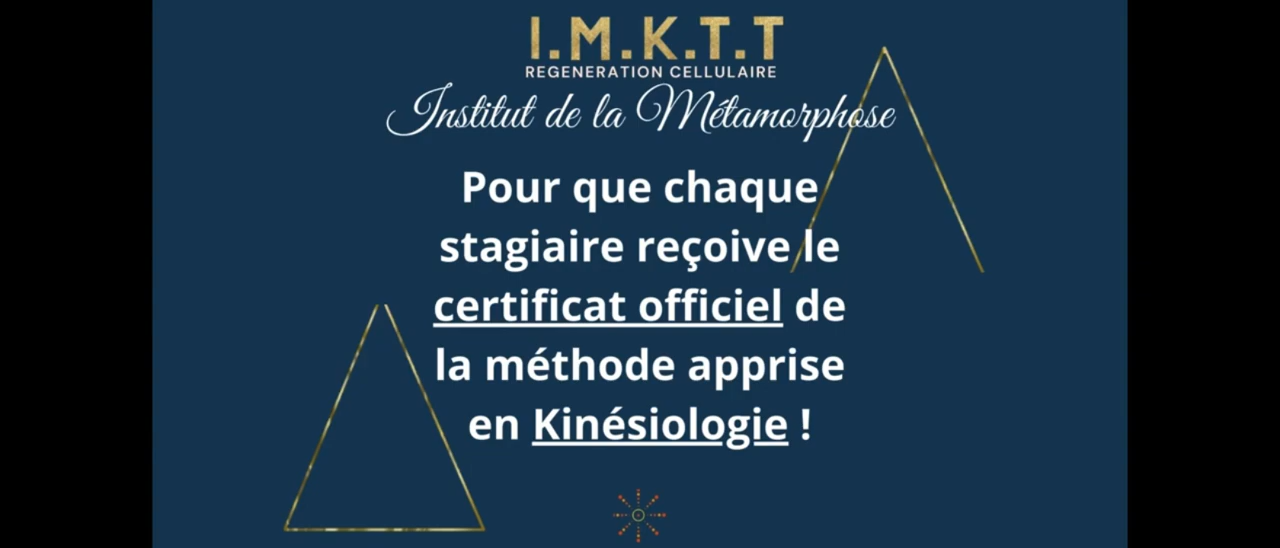 I.M.K.T.T
REGENERATION CELLULAIRE
Institut de la Métamorphose
Pour que chaque
stagiaire reçoive le
certificat officiel de
la méthode apprise
en Kinésiologie !